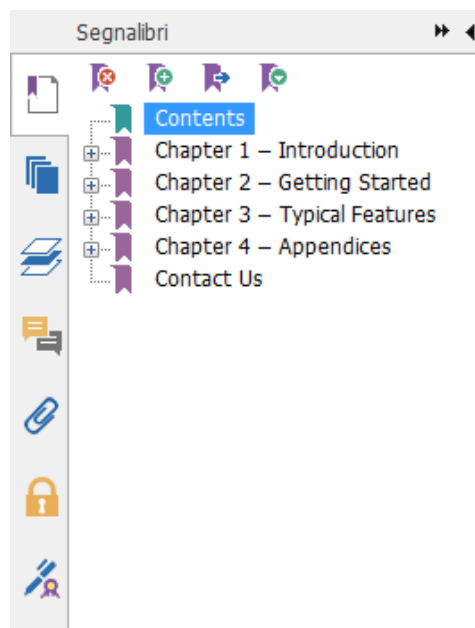 Segnalibri
Contents
Chapter 1 – Introduction
Chapter 2 – Getting Started
Chapter 3 – Typical Features
Chapter 4 – Appendices
Contact Us